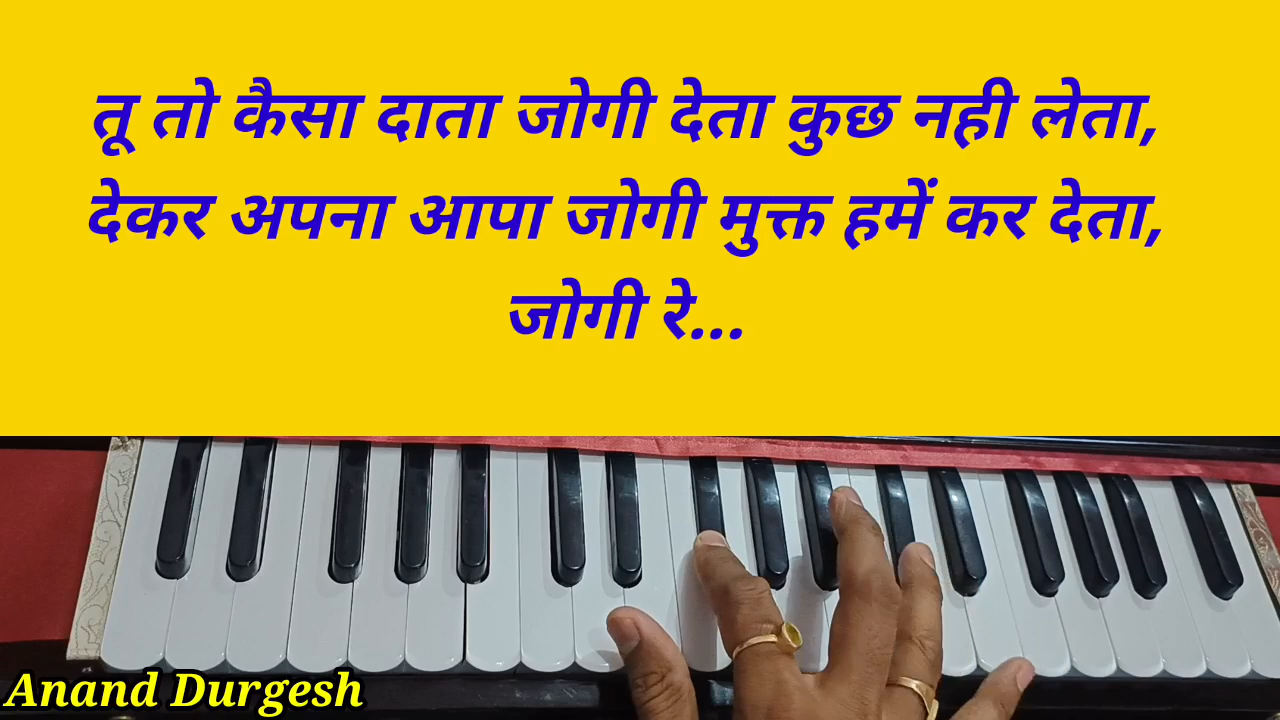 तू तो कैसा दाता जोगी देता कुछ नही लेता,
देकर अपना आपा जोगी मुक्त हमें कर देता,
जोगी रे...
Anand Durgesh